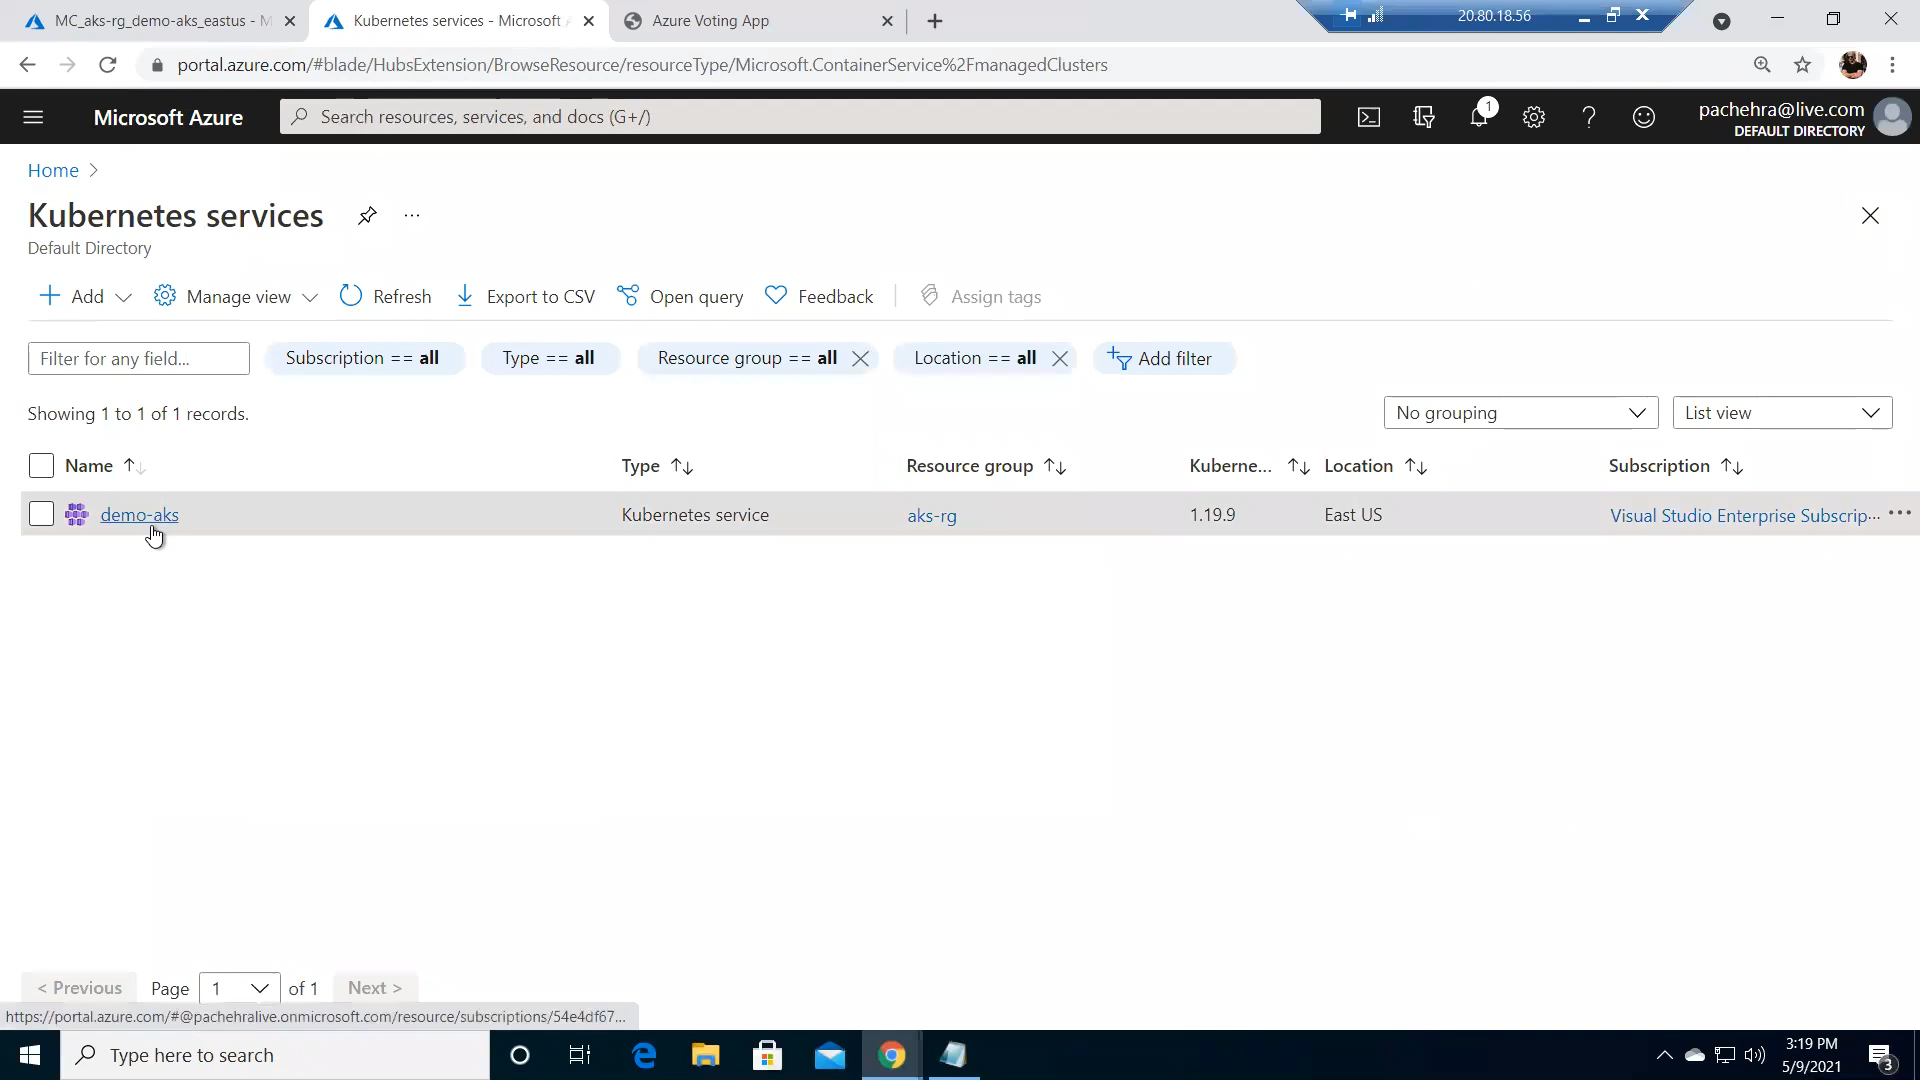 MC_aks-rg_demo-aks_eastus - M
Kubernetes services - Microsoft
Azure Voting App
20.80.18.56
portal.azure.com/#blade/HubsExtension/BrowseResource/resourceType/Microsoft.ContainerService%2FmanagedClusters
Microsoft Azure
Search resources, services, and docs (G+/)
1
pachehra@live.com
DEFAULT DIRECTORY
Home
Kubernetes services
Default Directory
Add
Manage view
Refresh
Export to CSV
Open query
Feedback
Assign tags
Filter for any field...
Subscription == all
Type == all
Resource group == all
Location == all
Add filter
Showing 1 to 1 of 1 records.
No grouping
List view
Name
Type
Resource group
Kuberne...
Location
Subscription
demo-aks
Kubernetes service
aks-rg
1.19.9
East US
Visual Studio Enterprise Subscrip...
< Previous
Page
1
of 1
Next >
https://portal.azure.com/#@pachehralive.onmicrosoft.com/resource/subscriptions/54e4df67...
Type here to search
3:19 PM
5/9/2021
3